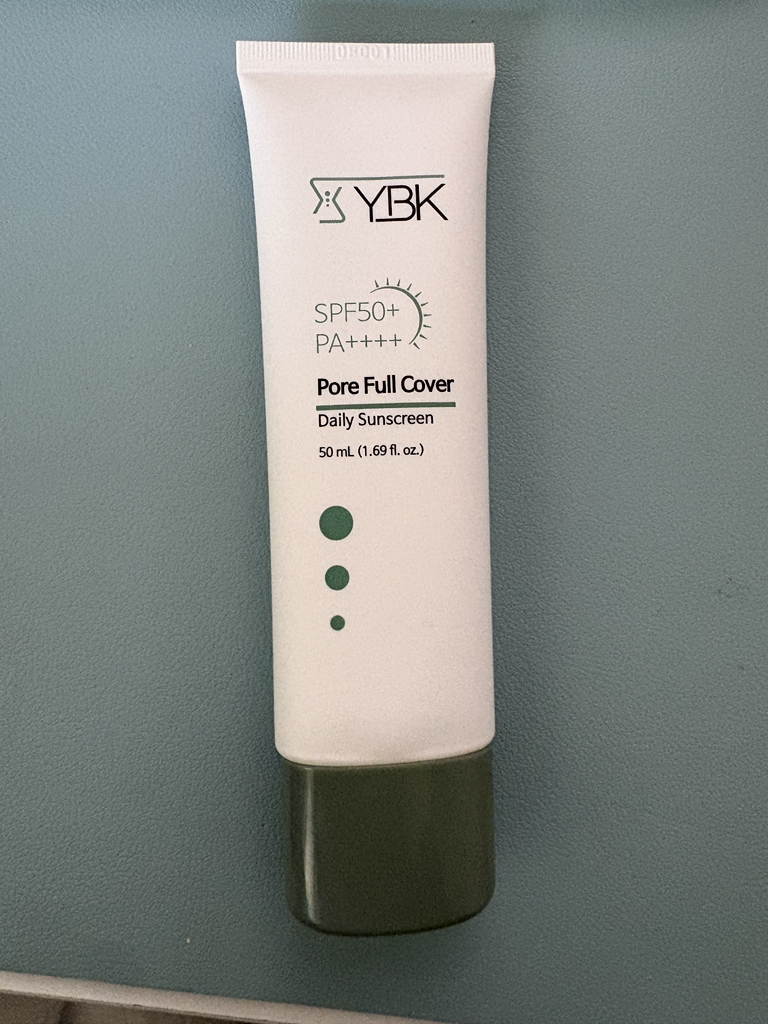 YBK
SPF50+
PA++++
Pore Full Cover
Daily Sunscreen
50 mL (1.69 fl. oz.)